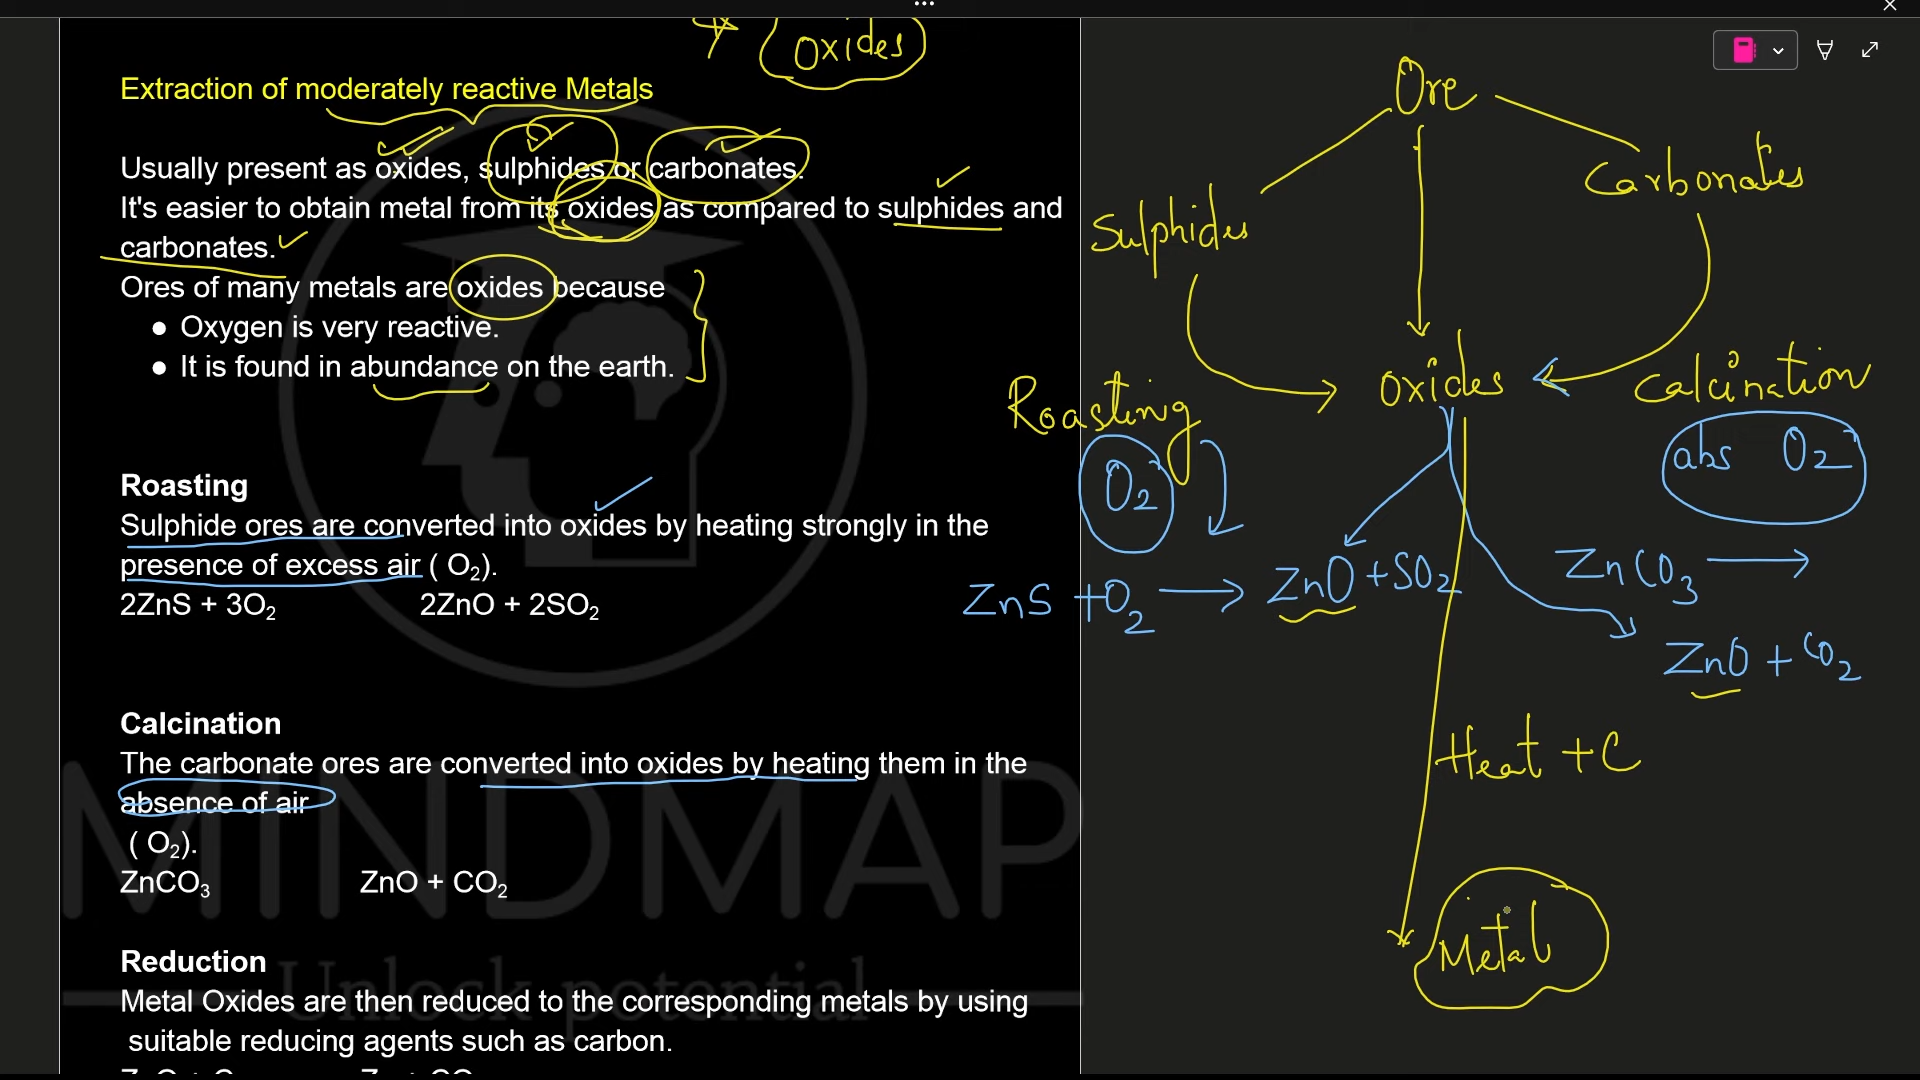 oxides
Extraction of moderately reactive Metals
Usually present as oxides, sulphides or carbonates.
It's easier to obtain metal from its oxides as compared to sulphides and
carbonates.
Ores of many metals are oxides because
● Oxygen is very reactive.
● It is found in abundance on the earth.
Roasting
Sulphide ores are converted into oxides by heating strongly in the
presence of excess air ( O₂).
2ZnS + 3O₂ 2ZnO + 2SO₂
Calcination
The carbonate ores are converted into oxides by heating them in the
absence of air
( O₂).
ZnCO₃ ZnO + CO₂
Reduction
Metal Oxides are then reduced to the corresponding metals by using
suitable reducing agents such as carbon.
MINDMAP
Unlock potential
Ore
Sulphides
Carbonates
Oxides
Roasting
Calcination
O₂
abs O₂
ZnS + O₂ → ZnO + SO₂
ZnCO₃ →
ZnO + CO₂
Heat + C
Metal